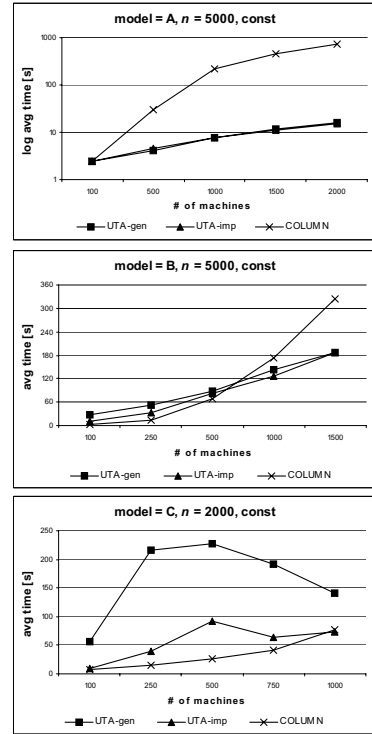 model = A, n = 5000, const
1000
100
10
1
log avg time [s]
100 500 1000 1500 2000
# of machines
UTA-gen UTA-imp COLUMN
model = B, n = 5000, const
360
300
240
180
120
60
0
avg time [s]
100 250 500 1000 1500
# of machines
UTA-gen UTA-imp COLUMN
model = C, n = 2000, const
250
200
150
100
50
0
avg time [s]
100 250 500 750 1000
# of machines
UTA-gen UTA-imp COLUMN